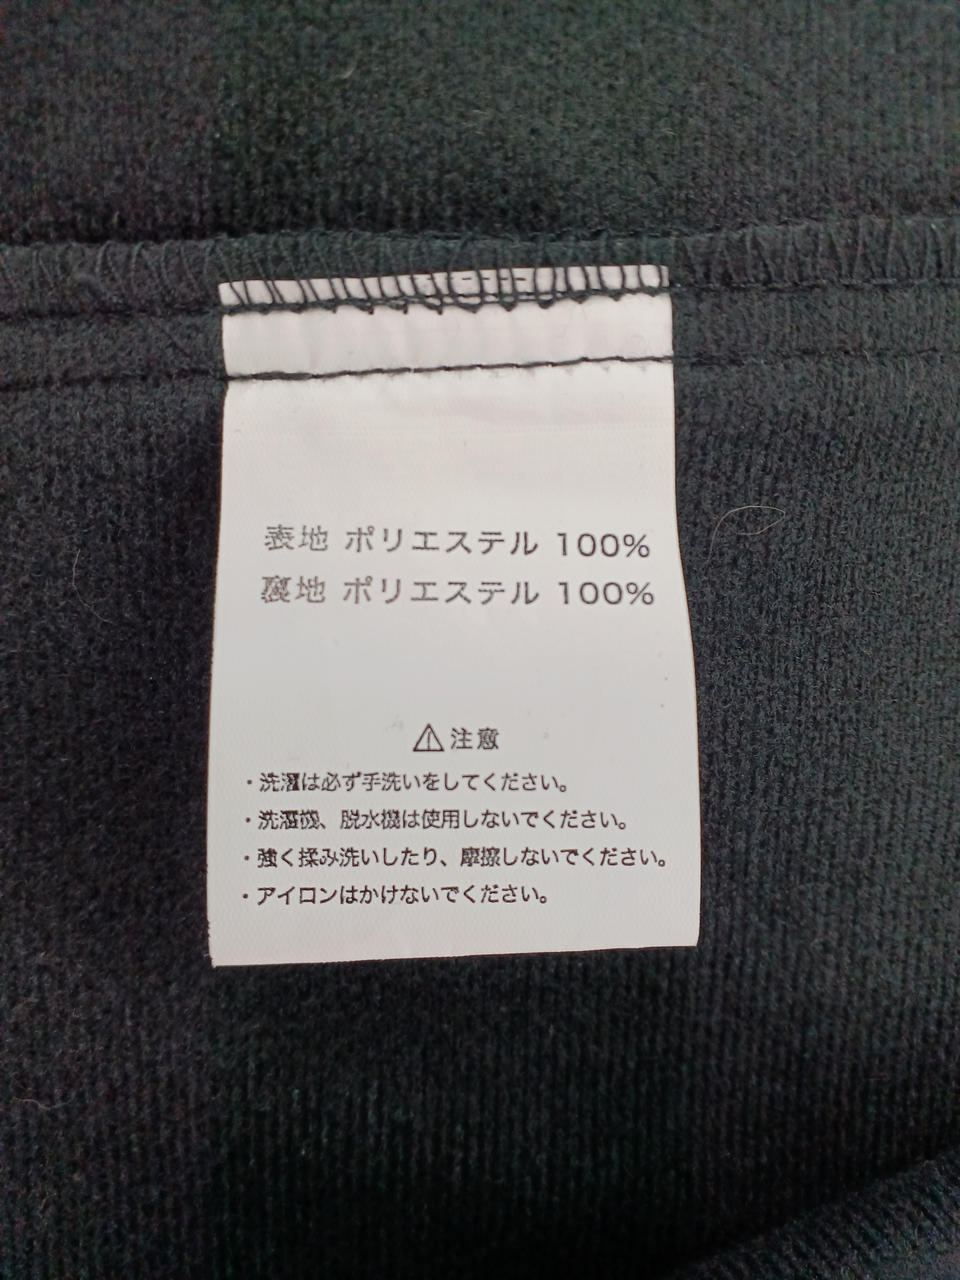 表地 ポリエステル 100%
裏地 ポリエステル 100%
⚠注意
・洗濯は必ず手洗いをしてください。
・洗濯機、脱水機は使用しないでください。
・強く揉み洗いしたり、摩擦しないでください。
・アイロンはかけないでください。